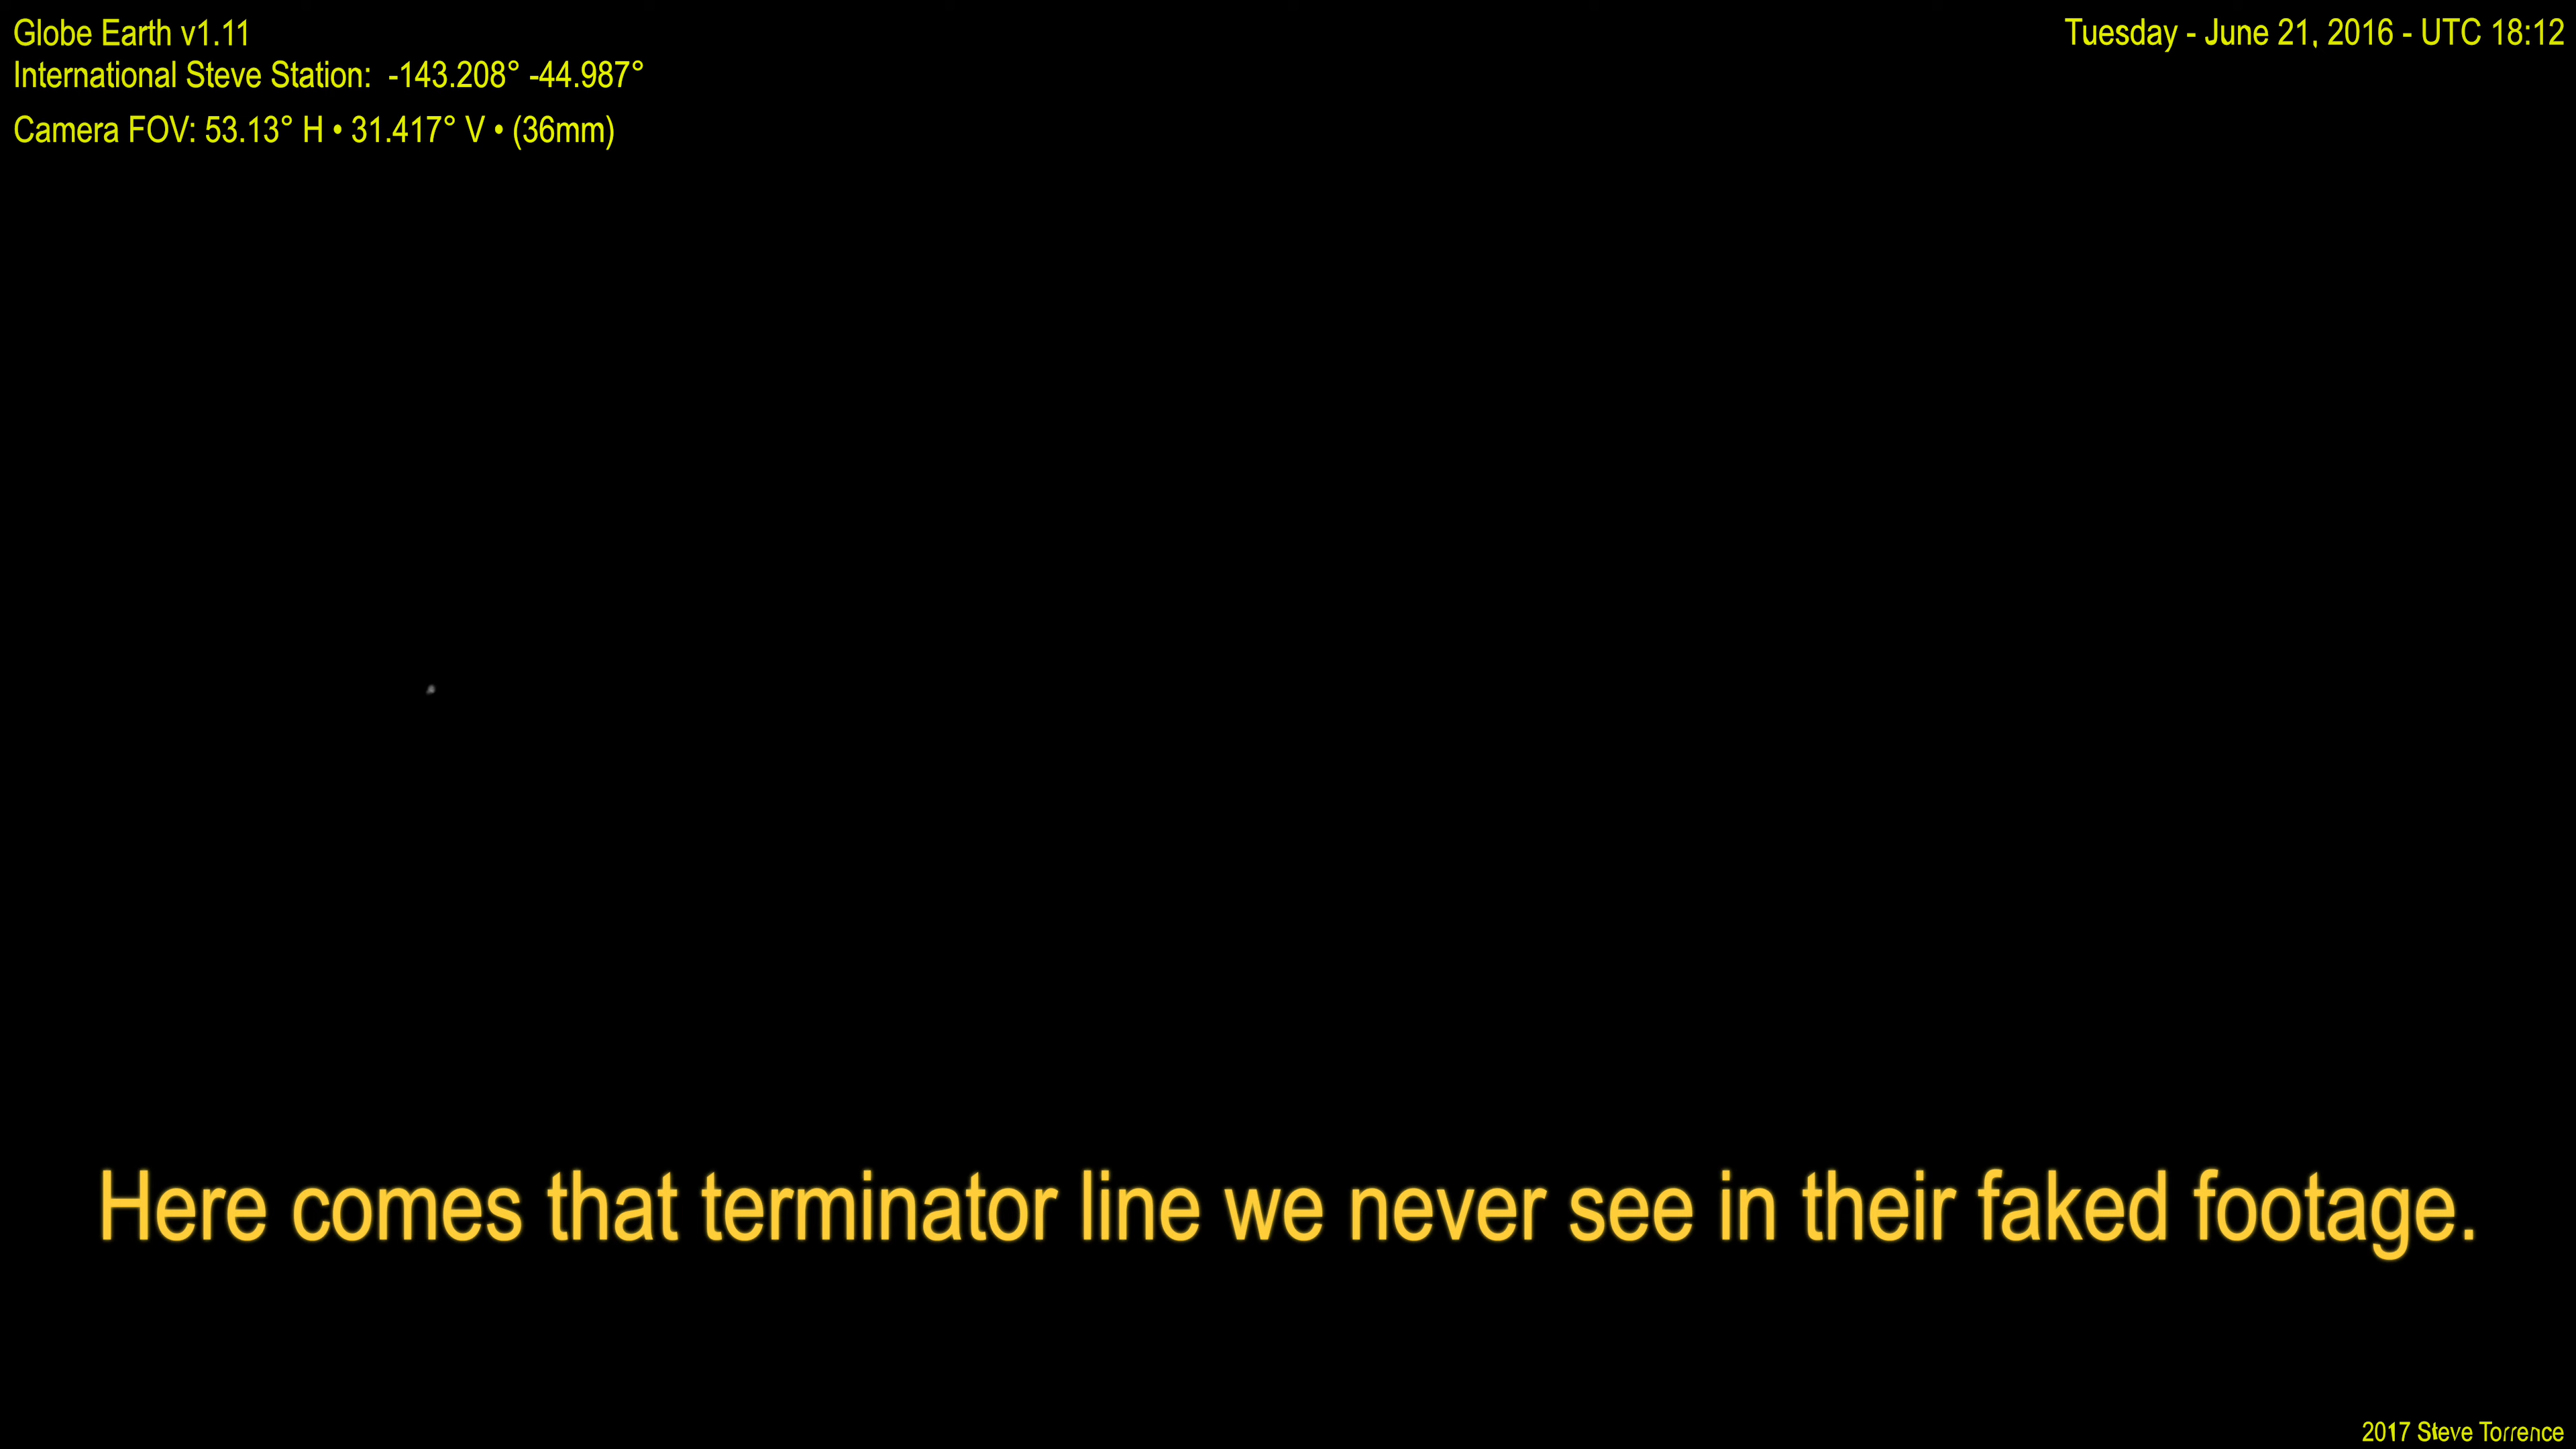 Globe Earth v1.11
Tuesday - June 21, 2016 - UTC 18:12
International Steve Station:  -143.208° -44.987°
Camera FOV: 53.13° H • 31.417° V • (36mm)
Here comes that terminator line we never see in their faked footage.
2017 Steve Torrence